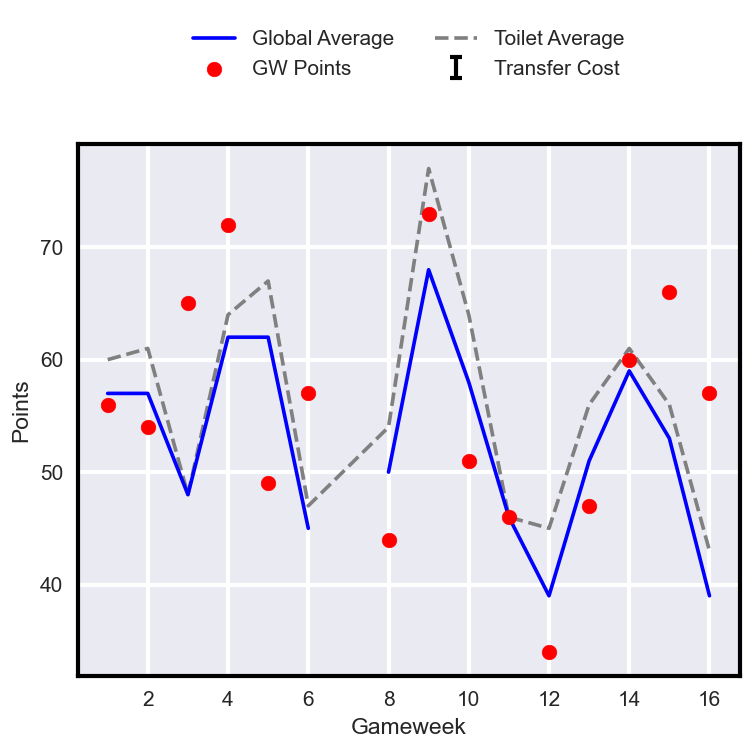 Global Average
Toilet Average
GW Points
Transfer Cost
70
60
50
40
Points
2 4 6 8 10 12 14 16
Gameweek